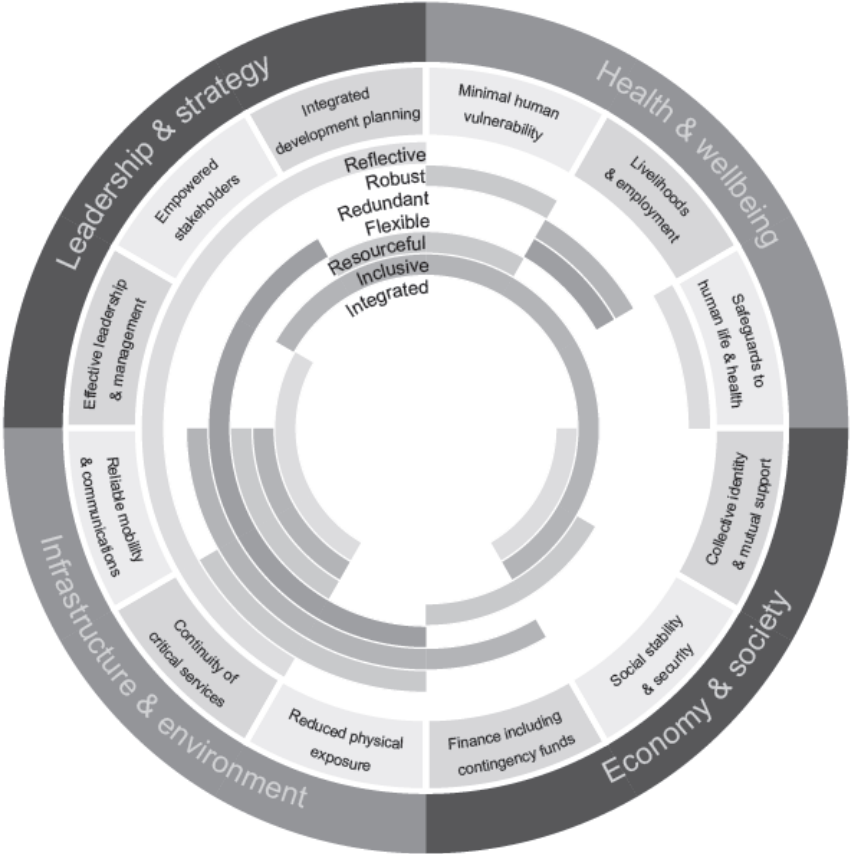 Leadership & strategy
Health & wellbeing
Economy & society
Infrastructure & environment
Integrated
development planning
Minimal human
vulnerability
Livelihoods
& employment
Safeguards to
human life & health
Collective identity
& mutual support
Social stability
& security
Finance including
contingency funds
Reduced physical
exposure
Continuity of
critical services
Reliable mobility
& communications
Effective leadership
& management
Empowered
stakeholders
Reflective
Robust
Redundant
Flexible
Resourceful
Inclusive
Integrated